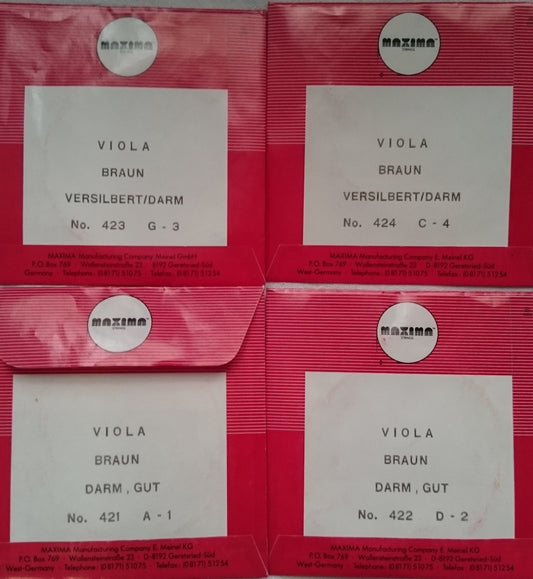 MAXIMA
STRINGS
VIOLA
BRAUN
VERSILBERT/DARM
No. 423 G-3
MAXIMA Manufacturing Company Meinel GmbH
P.O. Box 769 · Wallensteinstraße 23 · D-8192 Geretsried-Süd
West-Germany · Telephone: (08171) 51075 · Telefax: (08171) 51254
MAXIMA
STRINGS
VIOLA
BRAUN
VERSILBERT/DARM
No. 424 C-4
MAXIMA Manufacturing Company E. Meinel KG
P.O. Box 769 · Wallensteinstraße 23 · D-8192 Geretsried-Süd
West-Germany · Telephone: (08171) 51075 · Telefax: (08171) 51254
MAXIMA
STRINGS
VIOLA
BRAUN
DARM, GUT
No. 421 A-1
MAXIMA Manufacturing Company E. Meinel KG
P.O. Box 769 · Wallensteinstraße 23 · D-8192 Geretsried-Süd
West-Germany · Telephone: (08171) 51075 · Telefax: (08171) 51254
MAXIMA
STRINGS
VIOLA
BRAUN
DARM, GUT
No. 422 D-2
MAXIMA Manufacturing Company E. Meinel KG
P.O. Box 769 · Wallensteinstraße 23 · D-8192 Geretsried-Süd
West-Germany · Telephone: (08171) 51075 · Telefax: (08171) 51254